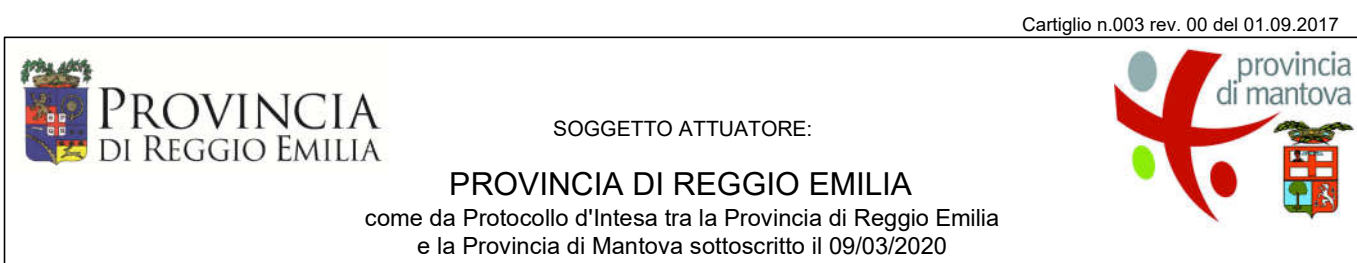 Cartiglio n.003 rev. 00 del 01.09.2017
PROVINCIA
DI REGGIO EMILIA
SOGGETTO ATTUATORE:
provincia
di mantova
PROVINCIA DI REGGIO EMILIA
come da Protocollo d'Intesa tra la Provincia di Reggio Emilia
e la Provincia di Mantova sottoscritto il 09/03/2020